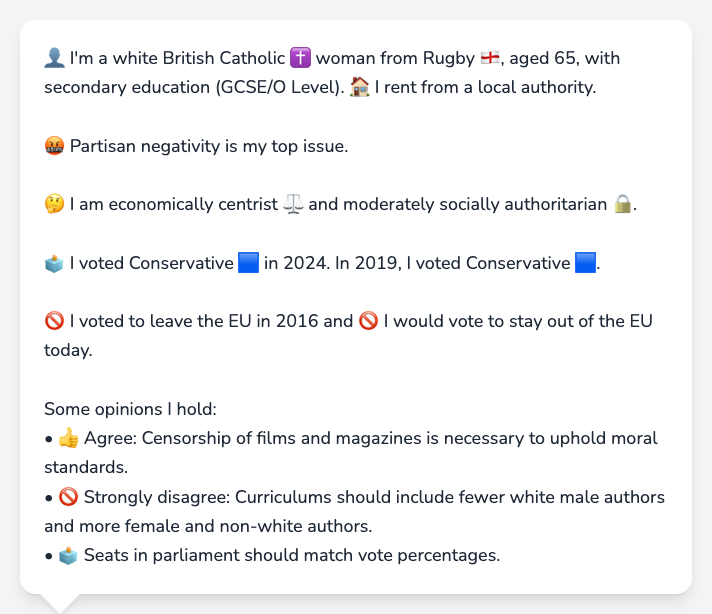 👤 I'm a white British Catholic ✝️ woman from Rugby 🏴󠁧󠁢󠁥󠁮󠁧󠁿, aged 65, with
secondary education (GCSE/O Level). 🏠 I rent from a local authority.
🤬 Partisan negativity is my top issue.
🤔 I am economically centrist ⚖️ and moderately socially authoritarian 🔒.
🗳️ I voted Conservative 🟦 in 2024. In 2019, I voted Conservative 🟦.
🚫 I voted to leave the EU in 2016 and 🚫 I would vote to stay out of the EU
today.
Some opinions I hold:
• 👍 Agree: Censorship of films and magazines is necessary to uphold moral
standards.
• 🚫 Strongly disagree: Curriculums should include fewer white male authors
and more female and non-white authors.
• 🗳️ Seats in parliament should match vote percentages.